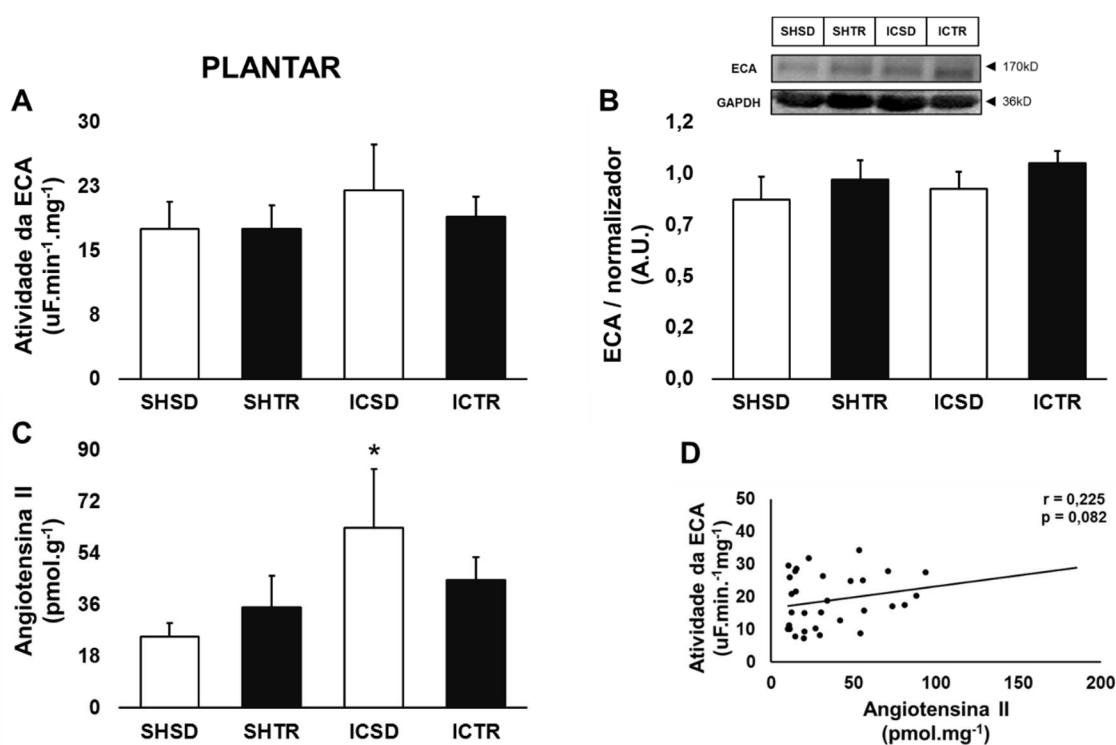 PLANTAR
A
Atividade da ECA
(uF.min⁻¹.mg⁻¹)
30
23
15
8
0
SHSD SHTR ICSD ICTR
SHSD SHTR ICSD ICTR
ECA
170kD
GAPDH
36kD
B
ECA / normalizador
(A.U.)
1,2
1,0
0,7
0,5
0,2
0,0
SHSD SHTR ICSD ICTR
C
Angiotensina II
(pmol.g⁻¹)
90
72
54
36
18
0
*
SHSD SHTR ICSD ICTR
D
Atividade da ECA
(uF.min.⁻¹mg⁻¹)
50
40
30
20
10
0
r = 0,225
p = 0,082
0 50 100 150 200
Angiotensina II
(pmol.mg⁻¹)